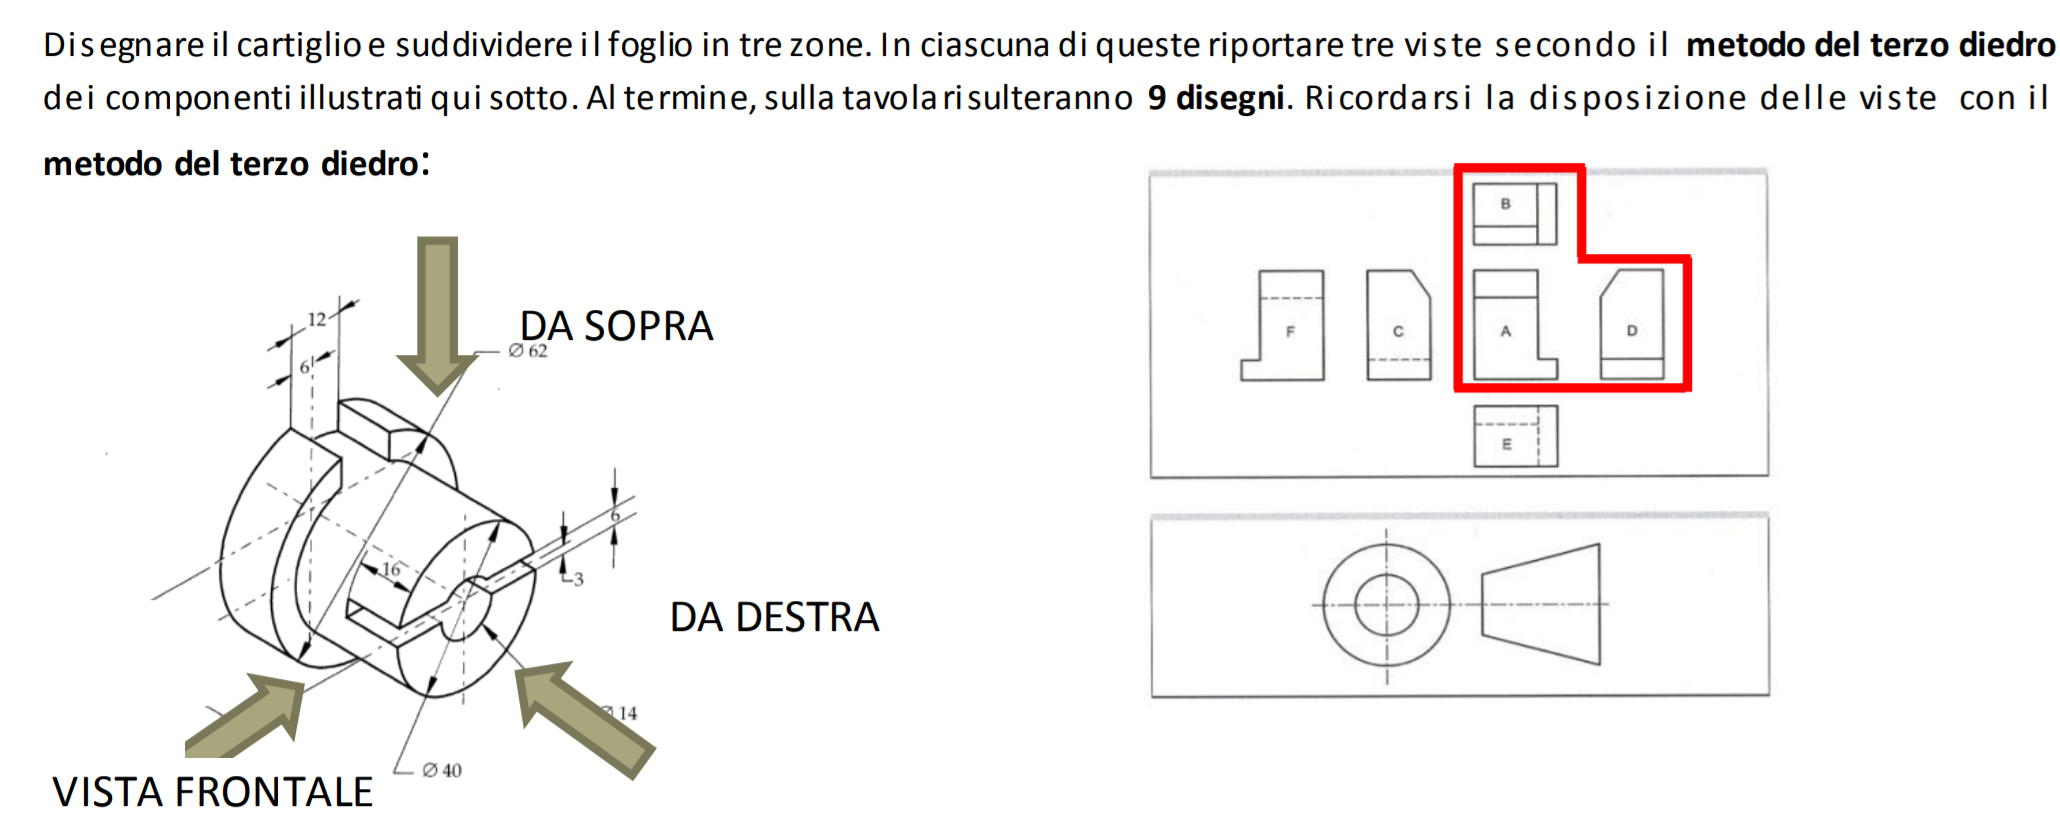 Disegnare il cartiglio e suddividere il foglio in tre zone. In ciascuna di queste riportare tre viste secondo il metodo del terzo diedro
dei componenti illustrati qui sotto. Al termine, sulla tavola risulteranno 9 disegni. Ricordarsi la disposizione delle viste con il
metodo del terzo diedro:
B
F
C
A
D
E
12
6
DA SOPRA
Ø 62
6
3
16
DA DESTRA
Ø 14
Ø 40
VISTA FRONTALE